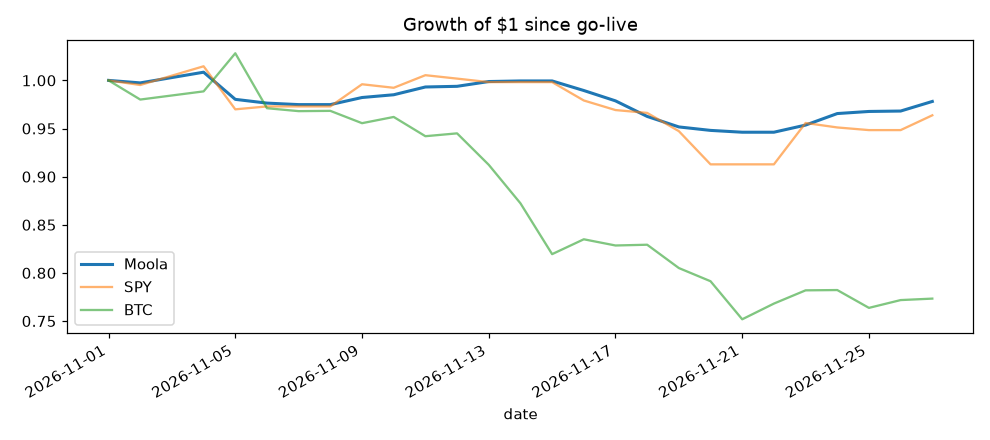 Growth of $1 since go-live
1.00
0.95
0.90
0.85
0.80
0.75
Moola
SPY
BTC
2026-11-01
2026-11-05
2026-11-09
2026-11-13
2026-11-17
2026-11-21
2026-11-25
date